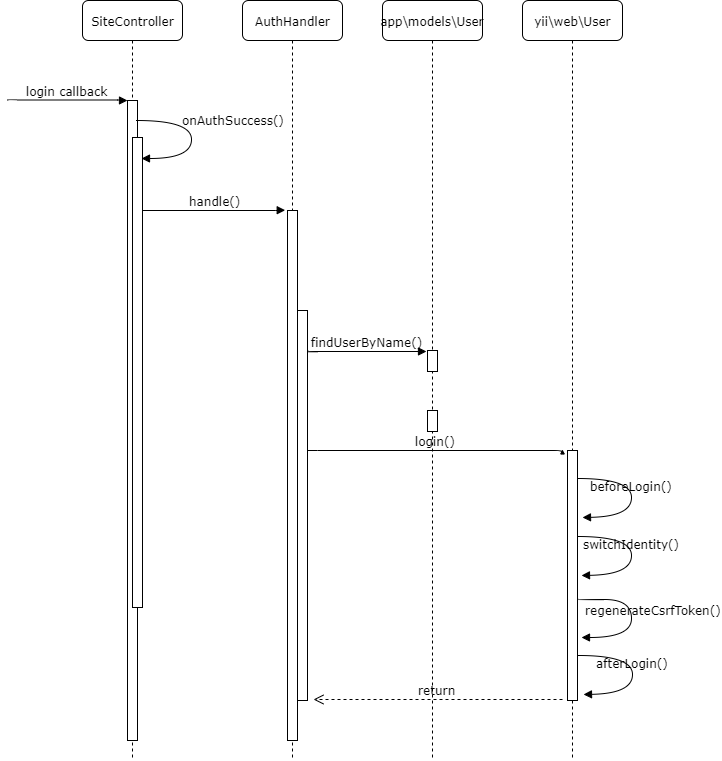 SiteController
AuthHandler
app\models\User
yii\web\User
login callback
onAuthSuccess()
handle()
findUserByName()
login()
beforeLogin()
switchIdentity()
regenerateCsrfToken()
afterLogin()
return